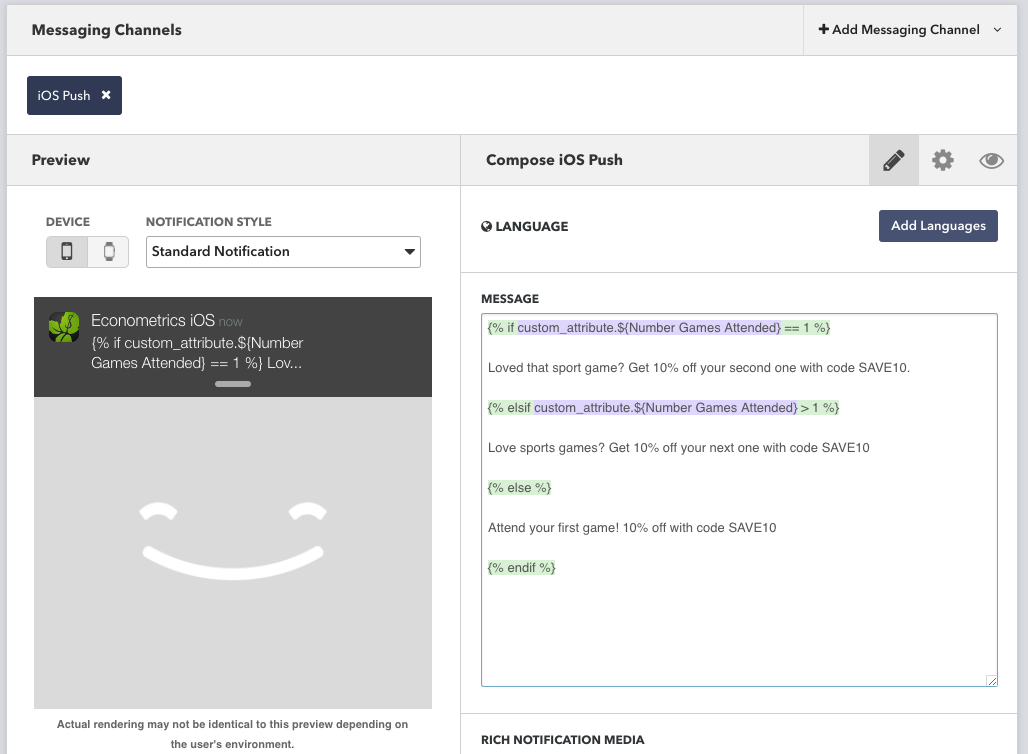 Messaging Channels
+ Add Messaging Channel
iOS Push ×
Preview
Compose iOS Push
DEVICE
NOTIFICATION STYLE
Standard Notification
Econometrics iOS now
{% if custom_attribute.${Number
Games Attended} == 1 %} Lov...
Actual rendering may not be identical to this preview depending on
the user's environment.
LANGUAGE
Add Languages
MESSAGE
{% if custom_attribute.${Number Games Attended} == 1 %}
Loved that sport game? Get 10% off your second one with code SAVE10.
{% elsif custom_attribute.${Number Games Attended} > 1 %}
Love sports games? Get 10% off your next one with code SAVE10
{% else %}
Attend your first game! 10% off with code SAVE10
{% endif %}
RICH NOTIFICATION MEDIA